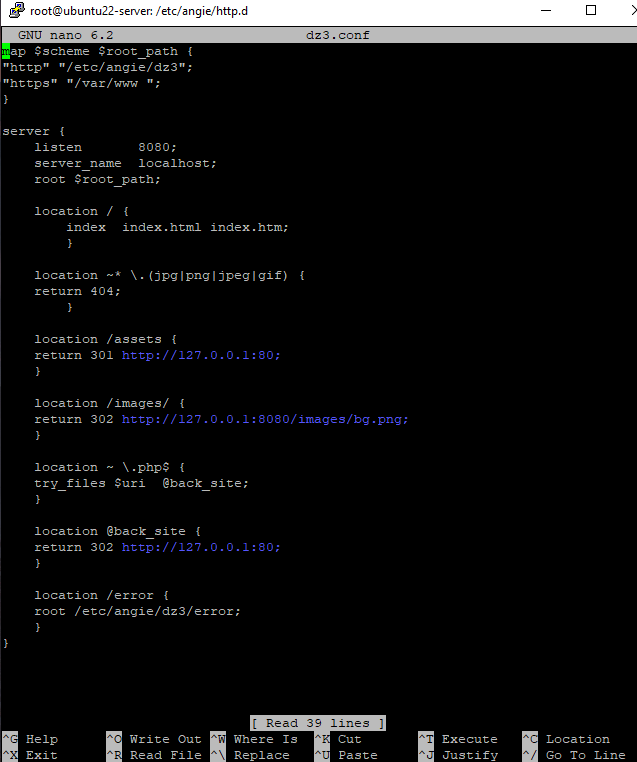 root@ubuntu22-server: /etc/angie/http.d
GNU nano 6.2 dz3.conf
map $scheme $root_path {
"http" "/etc/angie/dz3";
"https" "/var/www ";
}
server {
listen 8080;
server_name localhost;
root $root_path;
location / {
index index.html index.htm;
}
location ~* \.(jpg|png|jpeg|gif) {
return 404;
}
location /assets {
return 301 http://127.0.0.1:80;
}
location /images/ {
return 302 http://127.0.0.1:8080/images/bg.png;
}
location ~ \.php$ {
try_files $uri @back_site;
}
location @back_site {
return 302 http://127.0.0.1:80;
}
location /error {
root /etc/angie/dz3/error;
}
}
[ Read 39 lines ]
^G Help ^O Write Out ^W Where Is ^K Cut ^T Execute ^C Location
^X Exit ^R Read File ^\ Replace ^U Paste ^J Justify ^/ Go To Line